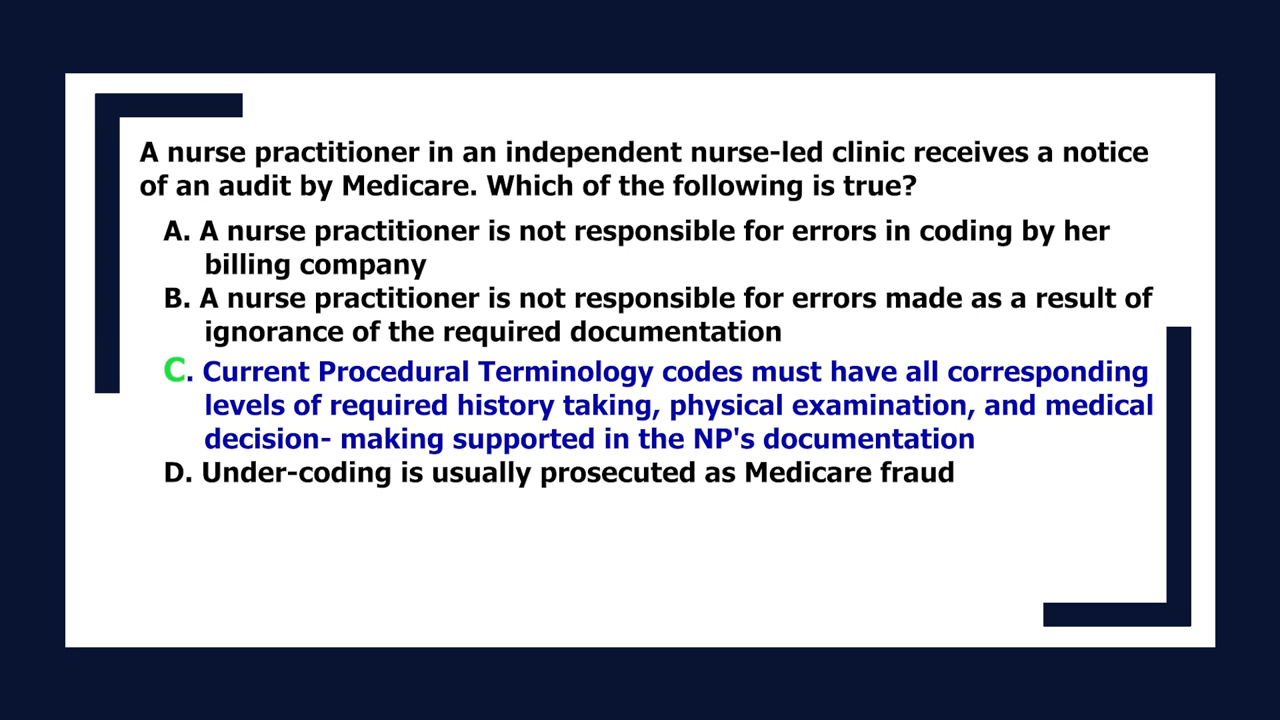 A nurse practitioner in an independent nurse-led clinic receives a notice
of an audit by Medicare. Which of the following is true?
A. A nurse practitioner is not responsible for errors in coding by her
billing company
B. A nurse practitioner is not responsible for errors made as a result of
ignorance of the required documentation
C. Current Procedural Terminology codes must have all corresponding
levels of required history taking, physical examination, and medical
decision- making supported in the NP's documentation
D. Under-coding is usually prosecuted as Medicare fraud